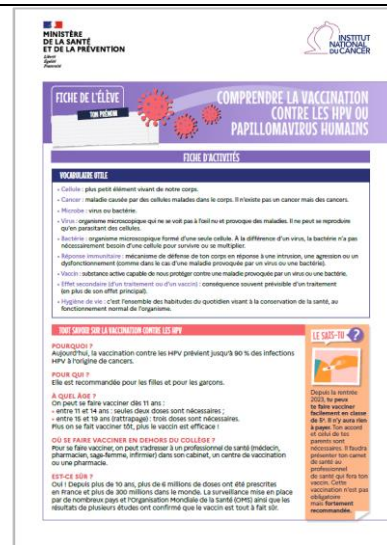 MINISTÈRE
DE LA SANTÉ
ET DE LA PRÉVENTION
Liberté
Égalité
Fraternité
INSTITUT
NATIONAL
DU CANCER
FICHE DE L'ÉLÈVE
TON PRÉNOM
COMPRENDRE LA VACCINATION
CONTRE LES HPV OU
PAPILLOMAVIRUS HUMAINS
FICHE D'ACTIVITÉS
VOCABULAIRE UTILE
• Cellule : plus petit élément vivant de notre corps.
• Cancer : maladie causée par des cellules malades dans le corps. Il n'existe pas un cancer mais des cancers.
• Microbe : virus ou bactérie.
• Virus : organisme microscopique qui ne se voit pas à l'œil nu et provoque des maladies. Il ne peut se reproduire
qu'en parasitant des cellules.
• Bactérie : organisme microscopique formé d'une seule cellule. À la différence d'un virus, la bactérie n'a pas
nécessairement besoin d'une cellule pour survivre ou se multiplier.
• Réponse immunitaire : mécanisme de défense de ton corps en réponse à une intrusion, une agression ou un
dysfonctionnement (comme dans le cas d'une maladie provoquée par un virus ou une bactérie).
• Vaccin : substance active capable de nous protéger contre une maladie provoquée par un virus ou une bactérie.
• Effet secondaire (d'un traitement ou d'un vaccin) : conséquence souvent prévisible d'un traitement
(en plus de son effet principal).
• Hygiène de vie : c'est l'ensemble des habitudes du quotidien visant à la conservation de la santé, au
fonctionnement normal de l'organisme.
TOUT SAVOIR SUR LA VACCINATION CONTRE LES HPV
POURQUOI ?
Aujourd'hui, la vaccination contre les HPV prévient jusqu'à 90 % des infections
HPV à l'origine de cancers.
POUR QUI ?
Elle est recommandée pour les filles et pour les garçons.
À QUEL ÂGE ?
On peut se faire vacciner dès 11 ans :
• entre 11 et 14 ans : seules deux doses sont nécessaires ;
• entre 15 et 19 ans (rattrapage) : trois doses sont nécessaires.
Plus on se fait vacciner tôt, plus le vaccin est efficace !
OÙ SE FAIRE VACCINER EN DEHORS DU COLLÈGE ?
Pour se faire vacciner, on peut s'adresser à un professionnel de santé (médecin,
pharmacien, sage-femme, infirmier) dans son cabinet, un centre de vaccination
ou une pharmacie.
EST-CE SÛR ?
Oui ! Depuis plus de 10 ans, plus de 6 millions de doses ont été prescrites
en France et plus de 300 millions dans le monde. La surveillance mise en place
par de nombreux pays et l'Organisation Mondiale de la Santé (OMS) ainsi que les
résultats de plusieurs études ont confirmé que le vaccin est tout à fait sûr.
LE SAIS-TU ?
Depuis la rentrée
2023, tu peux
te faire vacciner
facilement en classe
de 5e. Il n'y aura rien
à payer. Ton accord
et celui de tes
parents sont
nécessaires. Il faudra
présenter ton carnet
de santé au
professionnel de
santé qui fera ton
vaccin. Cette
vaccination n'est pas
obligatoire
mais fortement
recommandée.